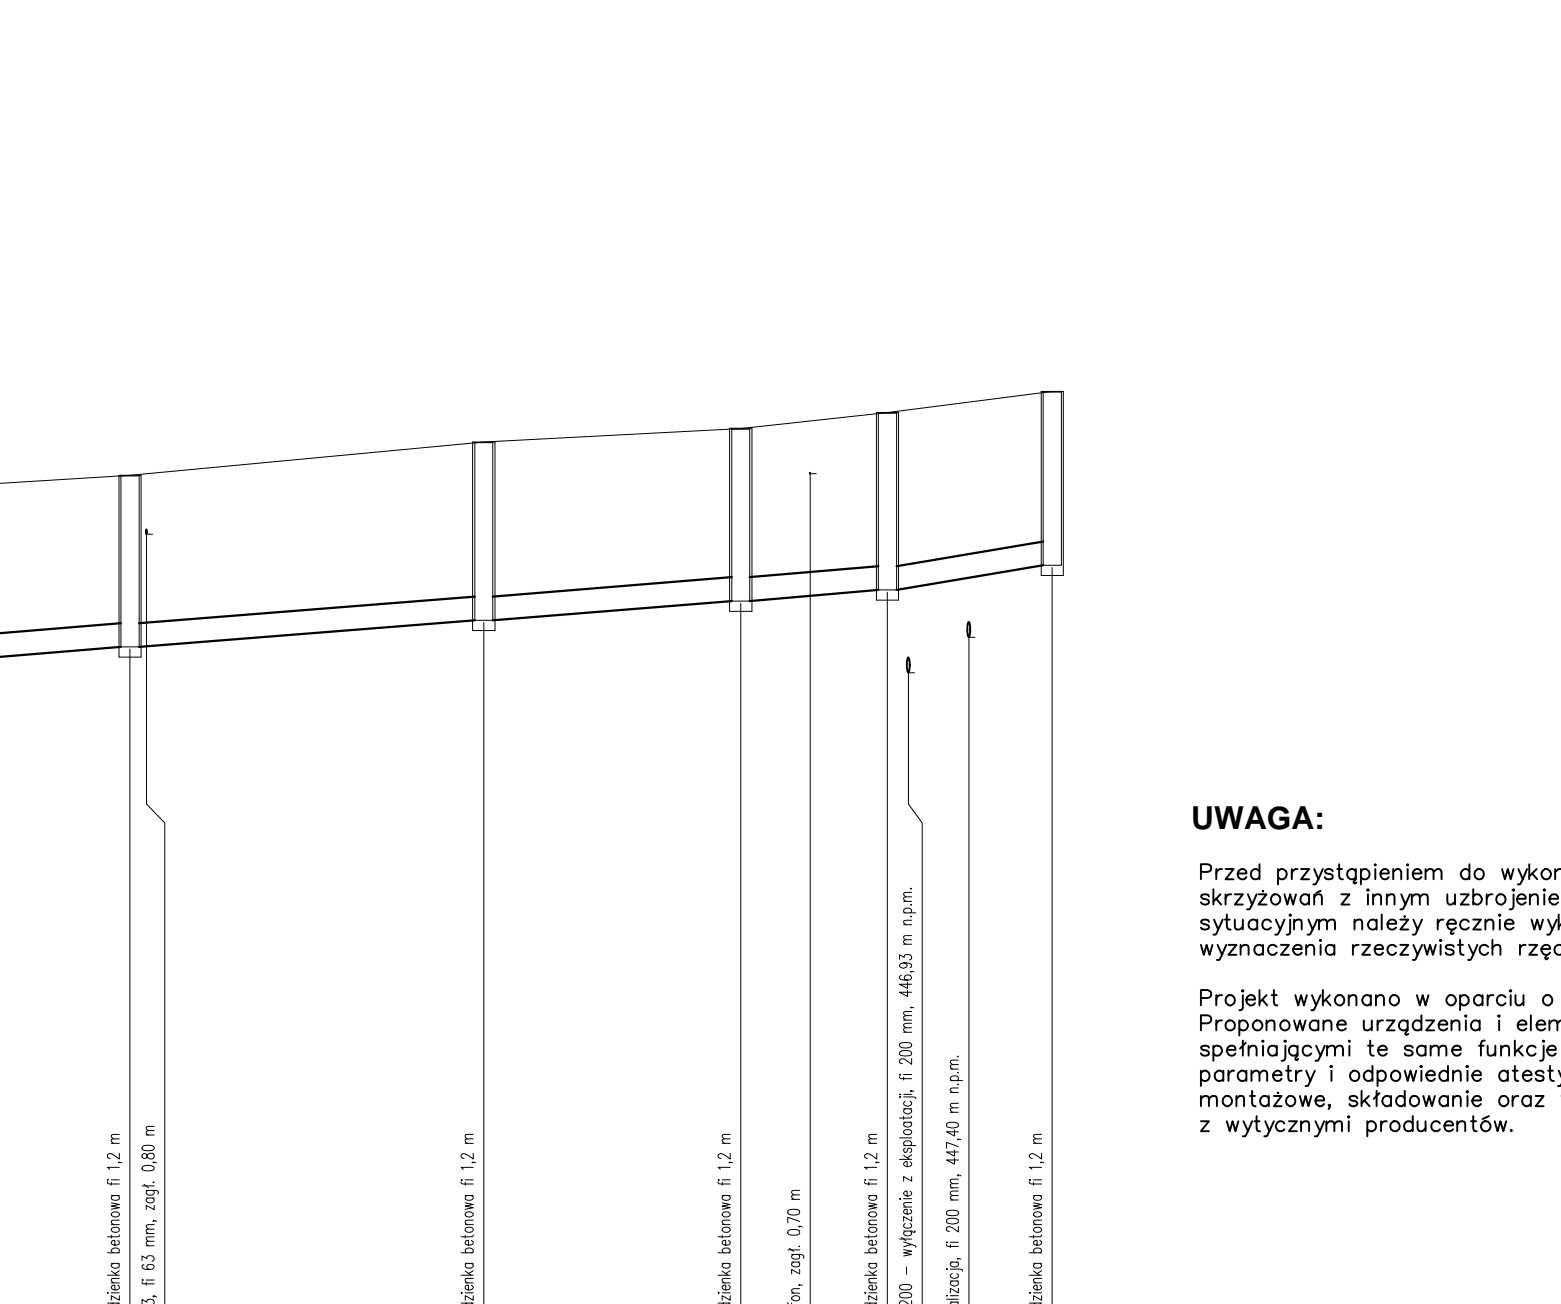 dzienka betonowa fi 1,2 m
3, fi 63 mm, zagł. 0,80 m
dzienka betonowa fi 1,2 m
dzienka betonowa fi 1,2 m
fon, zagł. 0,70 m
dzienka betonowa fi 1,2 m
200 – wyłączenie z eksploatacji, fi 200 mm, 446,93 m n.p.m.
alizacja, fi 200 mm, 447,40 m n.p.m.
dzienka betonowa fi 1,2 m
UWAGA:
Przed przystąpieniem do wykon
skrzyżowań z innym uzbrojenie
sytuacyjnym należy ręcznie wyk
wyznaczenia rzeczywistych rzęd
Projekt wykonano w oparciu o
Proponowane urządzenia i elem
spełniającymi te same funkcje
parametry i odpowiednie atesty
montażowe, składowanie oraz
z wytycznymi producentów.